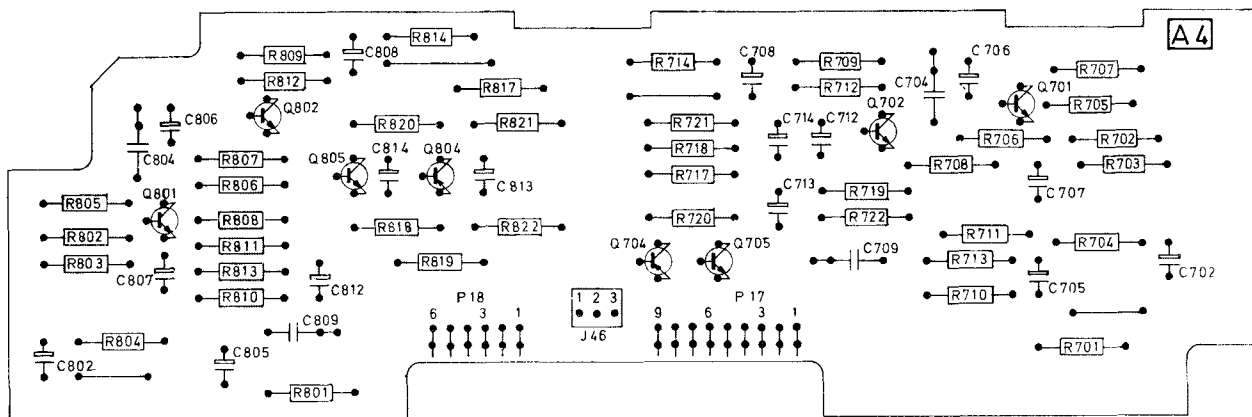 A4
R814
C808
R809
R812
R817
Q802
C806
R820
R821
C804
R807
Q805
C814
Q804
R806
C813
Q801
R805
R808
R818
R822
R802
R811
R803
R813
R819
C807
R810
C812
P18
6 3 1
C809
R804
C805
C802
R801
1 2 3
J46
R714
C708
R709
R712
C704
C706
Q701
R707
R705
Q702
R721
C714
C712
R718
R706
R702
R717
R708
R703
C713
R719
C707
R720
R722
R711
R704
Q704
Q705
C709
R713
C702
R710
C705
P17
9 6 3 1
R701